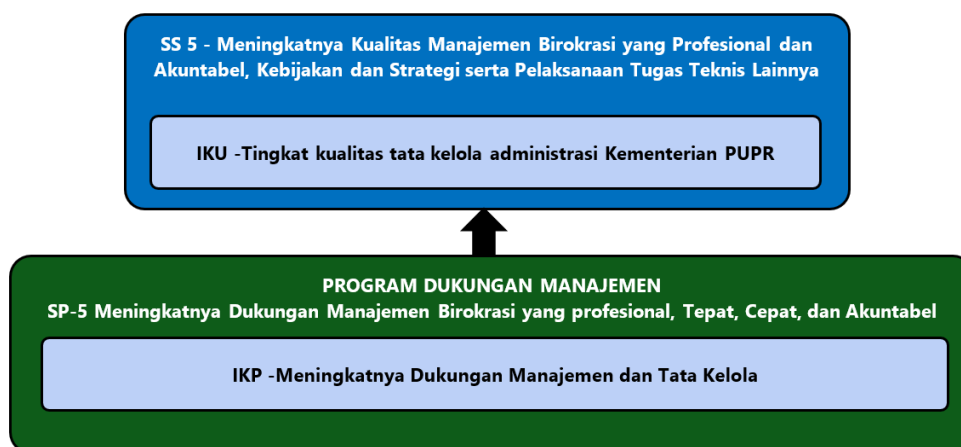 SS 5 - Meningkatnya Kualitas Manajemen Birokrasi yang Profesional dan
Akuntabel, Kebijakan dan Strategi serta Pelaksanaan Tugas Teknis Lainnya
IKU -Tingkat kualitas tata kelola administrasi Kementerian PUPR
PROGRAM DUKUNGAN MANAJEMEN
SP-5 Meningkatnya Dukungan Manajemen Birokrasi yang profesional, Tepat, Cepat, dan Akuntabel
IKP -Meningkatnya Dukungan Manajemen dan Tata Kelola